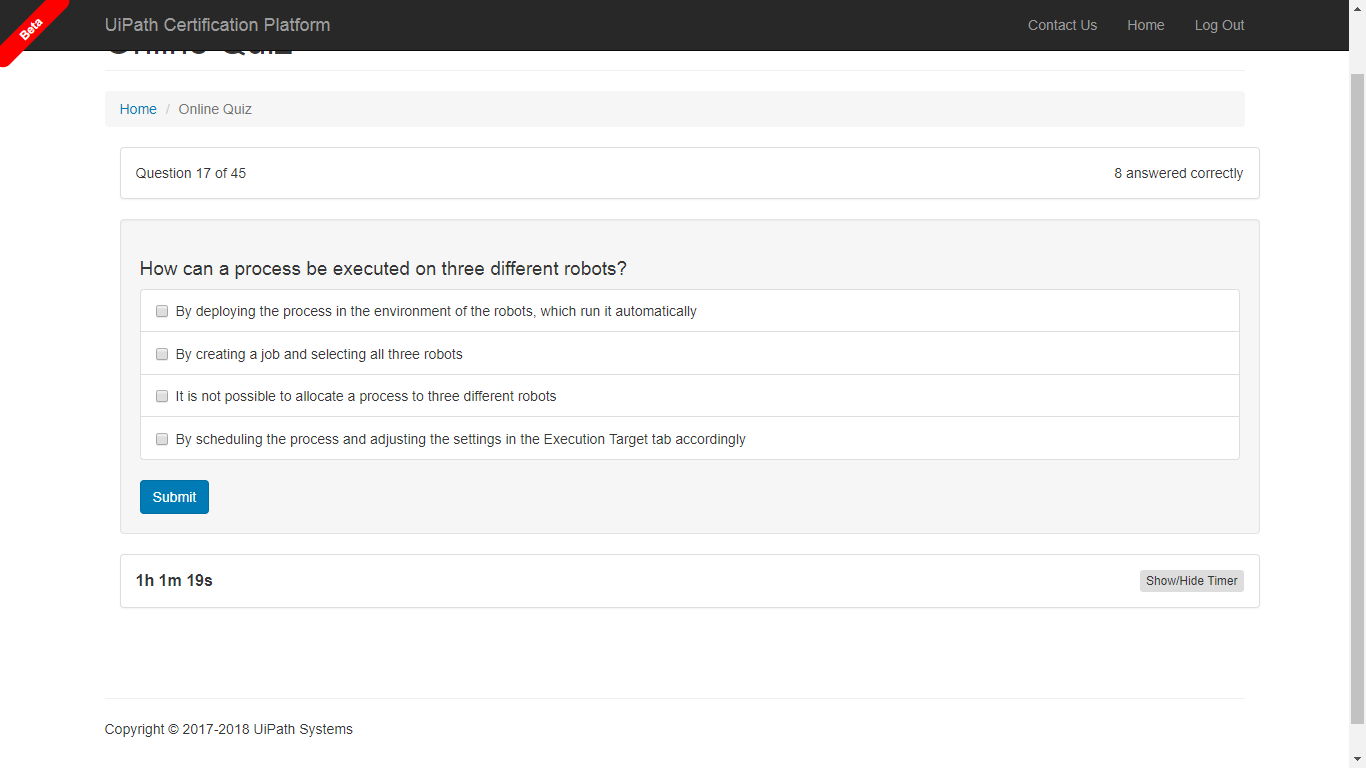 Beta
UiPath Certification Platform
Contact Us
Home
Log Out
Online Quiz
Home / Online Quiz
Question 17 of 45
8 answered correctly
How can a process be executed on three different robots?
By deploying the process in the environment of the robots, which run it automatically
By creating a job and selecting all three robots
It is not possible to allocate a process to three different robots
By scheduling the process and adjusting the settings in the Execution Target tab accordingly
Submit
1h 1m 19s
Show/Hide Timer
Copyright © 2017-2018 UiPath Systems